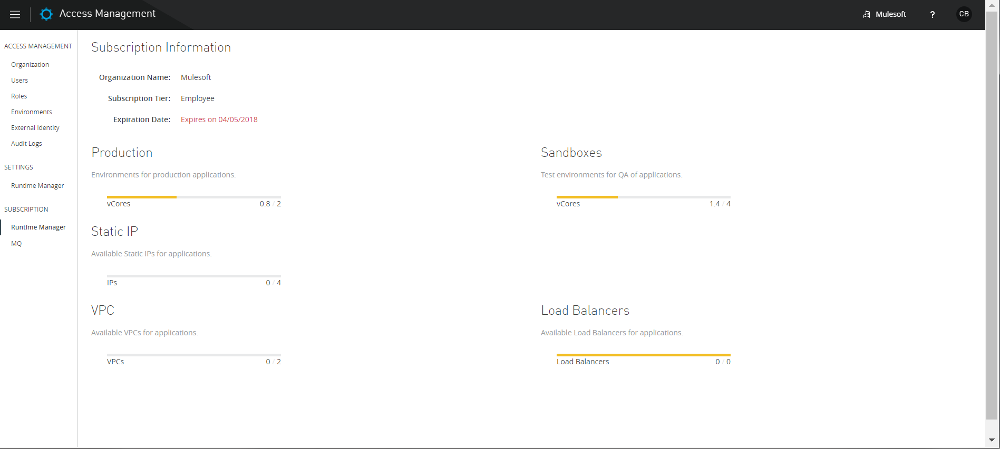 Access Management
Mulesoft
?
CB
ACCESS MANAGEMENT
Organization
Users
Roles
Environments
External Identity
Audit Logs
SETTINGS
Runtime Manager
SUBSCRIPTION
Runtime Manager
MQ
Subscription Information
Organization Name: Mulesoft
Subscription Tier: Employee
Expiration Date: Expires on 04/05/2018
Production
Environments for production applications.
vCores 0.8 / 2
Sandboxes
Test environments for QA of applications.
vCores 1.4 / 4
Static IP
Available Static IPs for applications.
IPs 0 / 4
VPC
Available VPCs for applications.
VPCs 0 / 2
Load Balancers
Available Load Balancers for applications.
Load Balancers 0 / 0